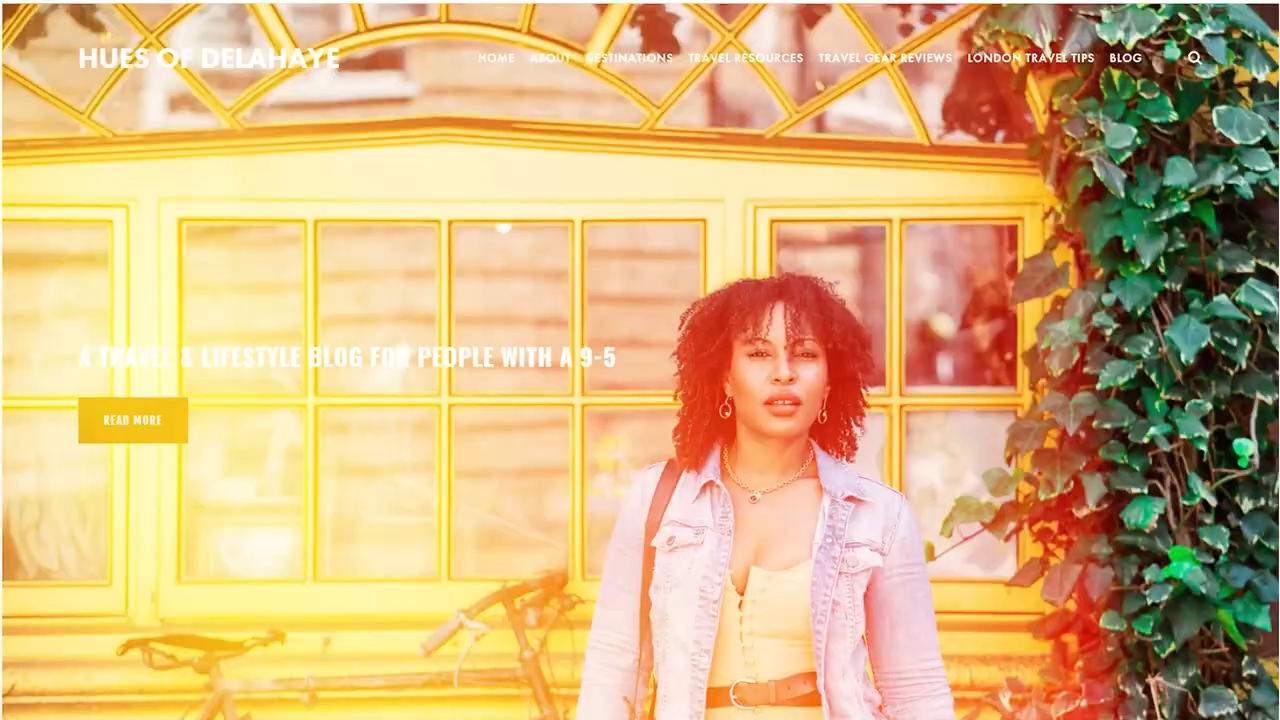 HUES OF DELAHAYE
HOME ABOUT DESTINATIONS TRAVEL RESOURCES TRAVEL GEAR REVIEWS LONDON TRAVEL TIPS BLOG
A TRAVEL & LIFESTYLE BLOG FOR PEOPLE WITH A 9-5
READ MORE